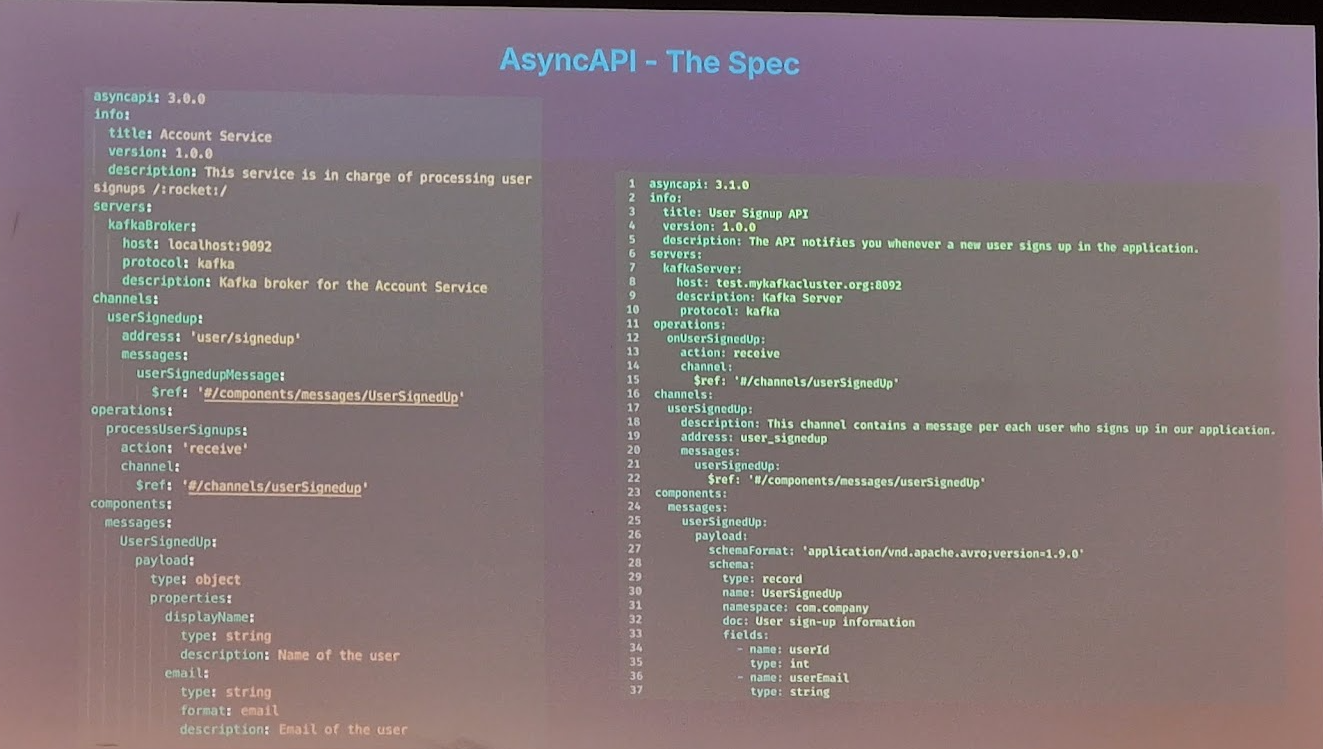 AsyncAPI - The Spec
asyncapi: 3.0.0
info:
  title: Account Service
  version: 1.0.0
  description: This service is in charge of processing user
signups /:rocket:/
servers:
  kafkaBroker:
    host: localhost:9092
    protocol: kafka
    description: Kafka broker for the Account Service
channels:
  userSignedup:
    address: 'user/signedup'
    messages:
      userSignedupMessage:
        $ref: '#/components/messages/UserSignedUp'
operations:
  processUserSignups:
    action: 'receive'
    channel:
      $ref: '#/channels/userSignedup'
components:
  messages:
    UserSignedUp:
      payload:
        type: object
        properties:
          displayName:
            type: string
            description: Name of the user
          email:
            type: string
            format: email
            description: Email of the user
1 asyncapi: 3.1.0
2 info:
3   title: User Signup API
4   version: 1.0.0
5   description: The API notifies you whenever a new user signs up in the application.
6 servers:
7   kafkaServer:
8     host: test.mykafkacluster.org:8092
9     description: Kafka Server
10     protocol: kafka
11 operations:
12   onUserSignedUp:
13     action: receive
14     channel:
15       $ref: '#/channels/userSignedUp'
16 channels:
17   userSignedUp:
18     description: This channel contains a message per each user who signs up in our application.
19     address: user_signedup
20     messages:
21       userSignedUp:
22         $ref: '#/components/messages/userSignedUp'
23 components:
24   messages:
25     userSignedUp:
26       payload:
27         schemaFormat: 'application/vnd.apache.avro;version=1.9.0'
28         schema:
29           type: record
30           name: UserSignedUp
31           namespace: com.company
32           doc: User sign-up information
33           fields:
34             - name: userId
35               type: int
36             - name: userEmail
37               type: string